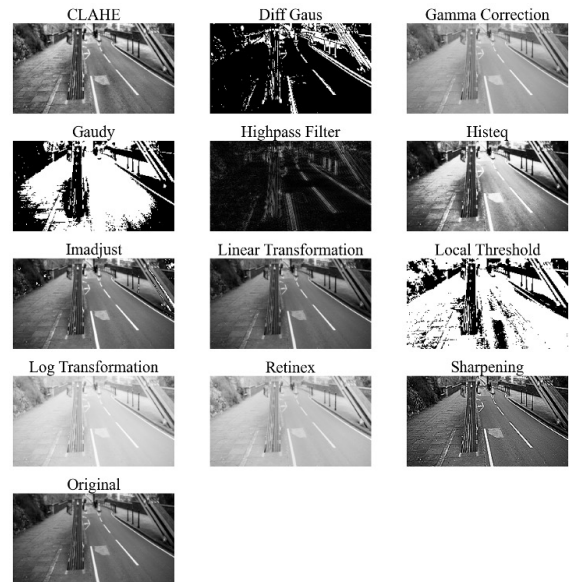 CLAHE
Diff Gaus
Gamma Correction
Gaudy
Highpass Filter
Histeq
Imadjust
Linear Transformation
Local Threshold
Log Transformation
Retinex
Sharpening
Original